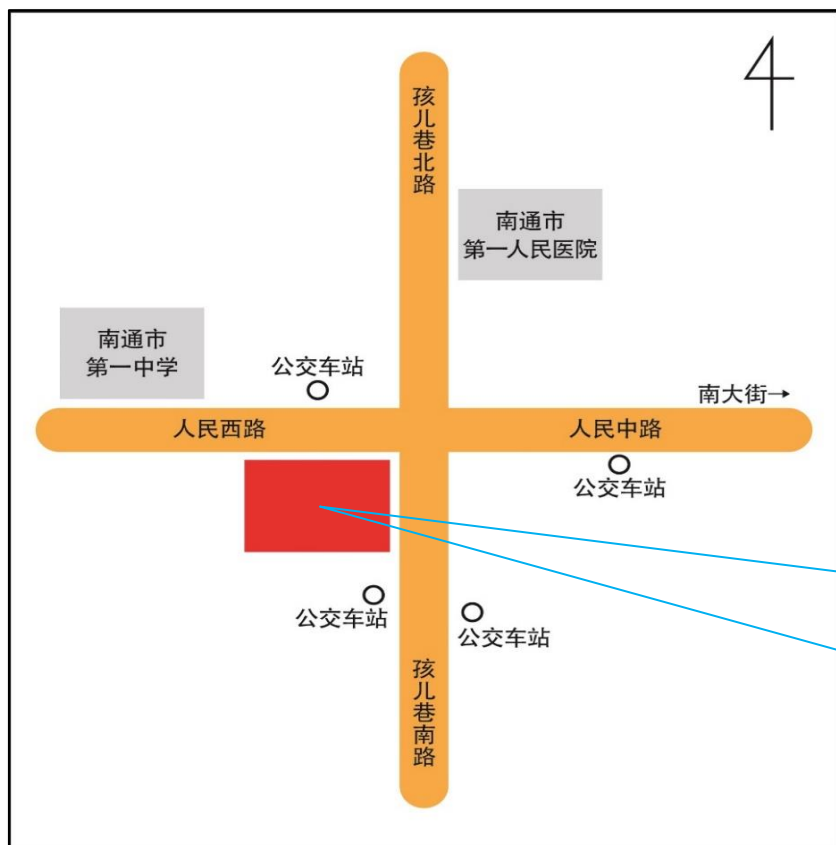 孩儿巷北路
南通市
第一人民医院
南通市
第一中学
公交车站
南大街→
人民西路
人民中路
公交车站
公交车站
公交车站
孩儿巷南路